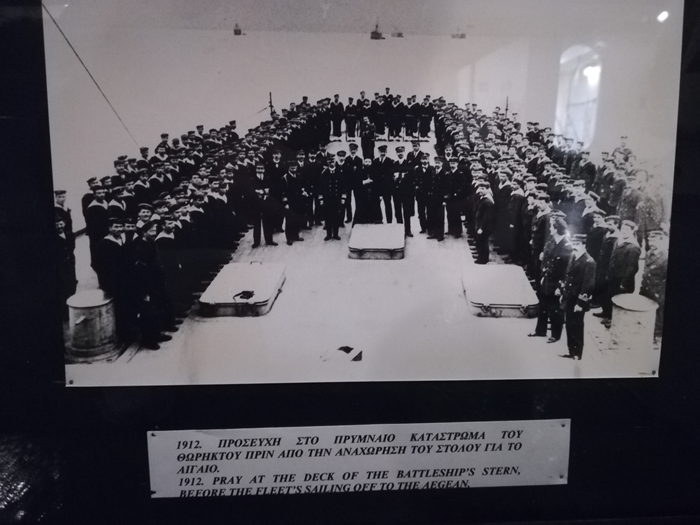 1912. ΠΡΟΣΕΥΧΗ ΣΤΟ ΠΡΥΜΝΑΙΟ ΚΑΤΑΣΤΡΩΜΑ ΤΟΥ
ΘΩΡΗΚΤΟΥ ΠΡΙΝ ΑΠΟ ΤΗΝ ΑΝΑΧΩΡΗΣΗ ΤΟΥ ΣΤΟΛΟΥ ΓΙΑ ΤΟ
ΑΙΓΑΙΟ.
1912. PRAY AT THE DECK OF THE BATTLESHIP'S STERN,
BEFORE THE FLEET'S SAILING OFF TO THE AEGEAN.